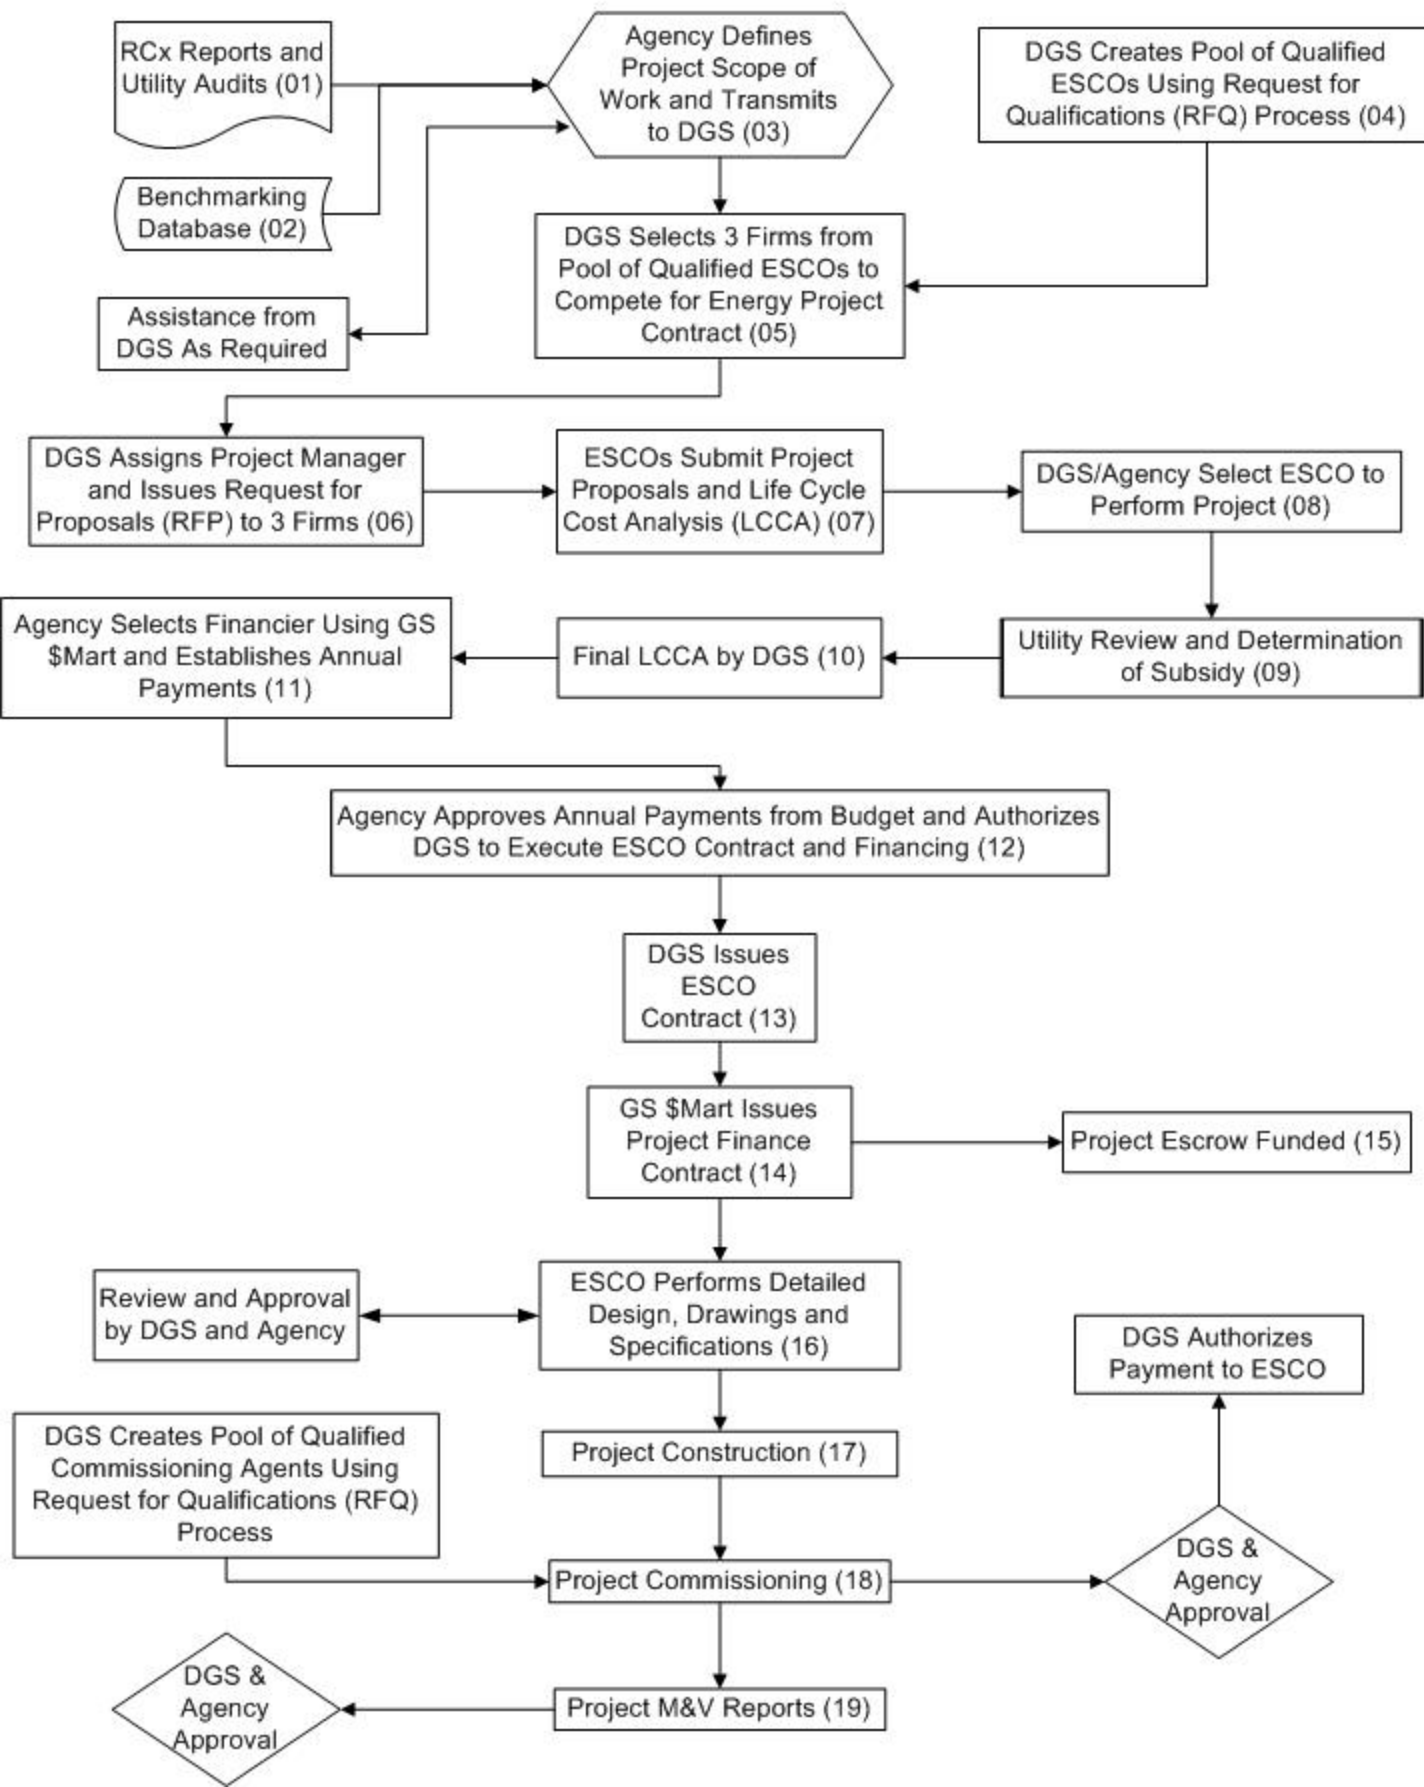 RCx Reports and
Utility Audits (01)
Agency Defines
Project Scope of
Work and Transmits
to DGS (03)
DGS Creates Pool of Qualified
ESCOs Using Request for
Qualifications (RFQ) Process (04)
Benchmarking
Database (02)
DGS Selects 3 Firms from
Pool of Qualified ESCOs to
Compete for Energy Project
Contract (05)
Assistance from
DGS As Required
DGS Assigns Project Manager
and Issues Request for
Proposals (RFP) to 3 Firms (06)
ESCOs Submit Project
Proposals and Life Cycle
Cost Analysis (LCCA) (07)
DGS/Agency Select ESCO to
Perform Project (08)
Agency Selects Financier Using GS
$Mart and Establishes Annual
Payments (11)
Final LCCA by DGS (10)
Utility Review and Determination
of Subsidy (09)
Agency Approves Annual Payments from Budget and Authorizes
DGS to Execute ESCO Contract and Financing (12)
DGS Issues
ESCO
Contract (13)
GS $Mart Issues
Project Finance
Contract (14)
Project Escrow Funded (15)
Review and Approval
by DGS and Agency
ESCO Performs Detailed
Design, Drawings and
Specifications (16)
DGS Authorizes
Payment to ESCO
DGS Creates Pool of Qualified
Commissioning Agents Using
Request for Qualifications (RFQ)
Process
Project Construction (17)
Project Commissioning (18)
DGS &
Agency
Approval
DGS &
Agency
Approval
Project M&V Reports (19)